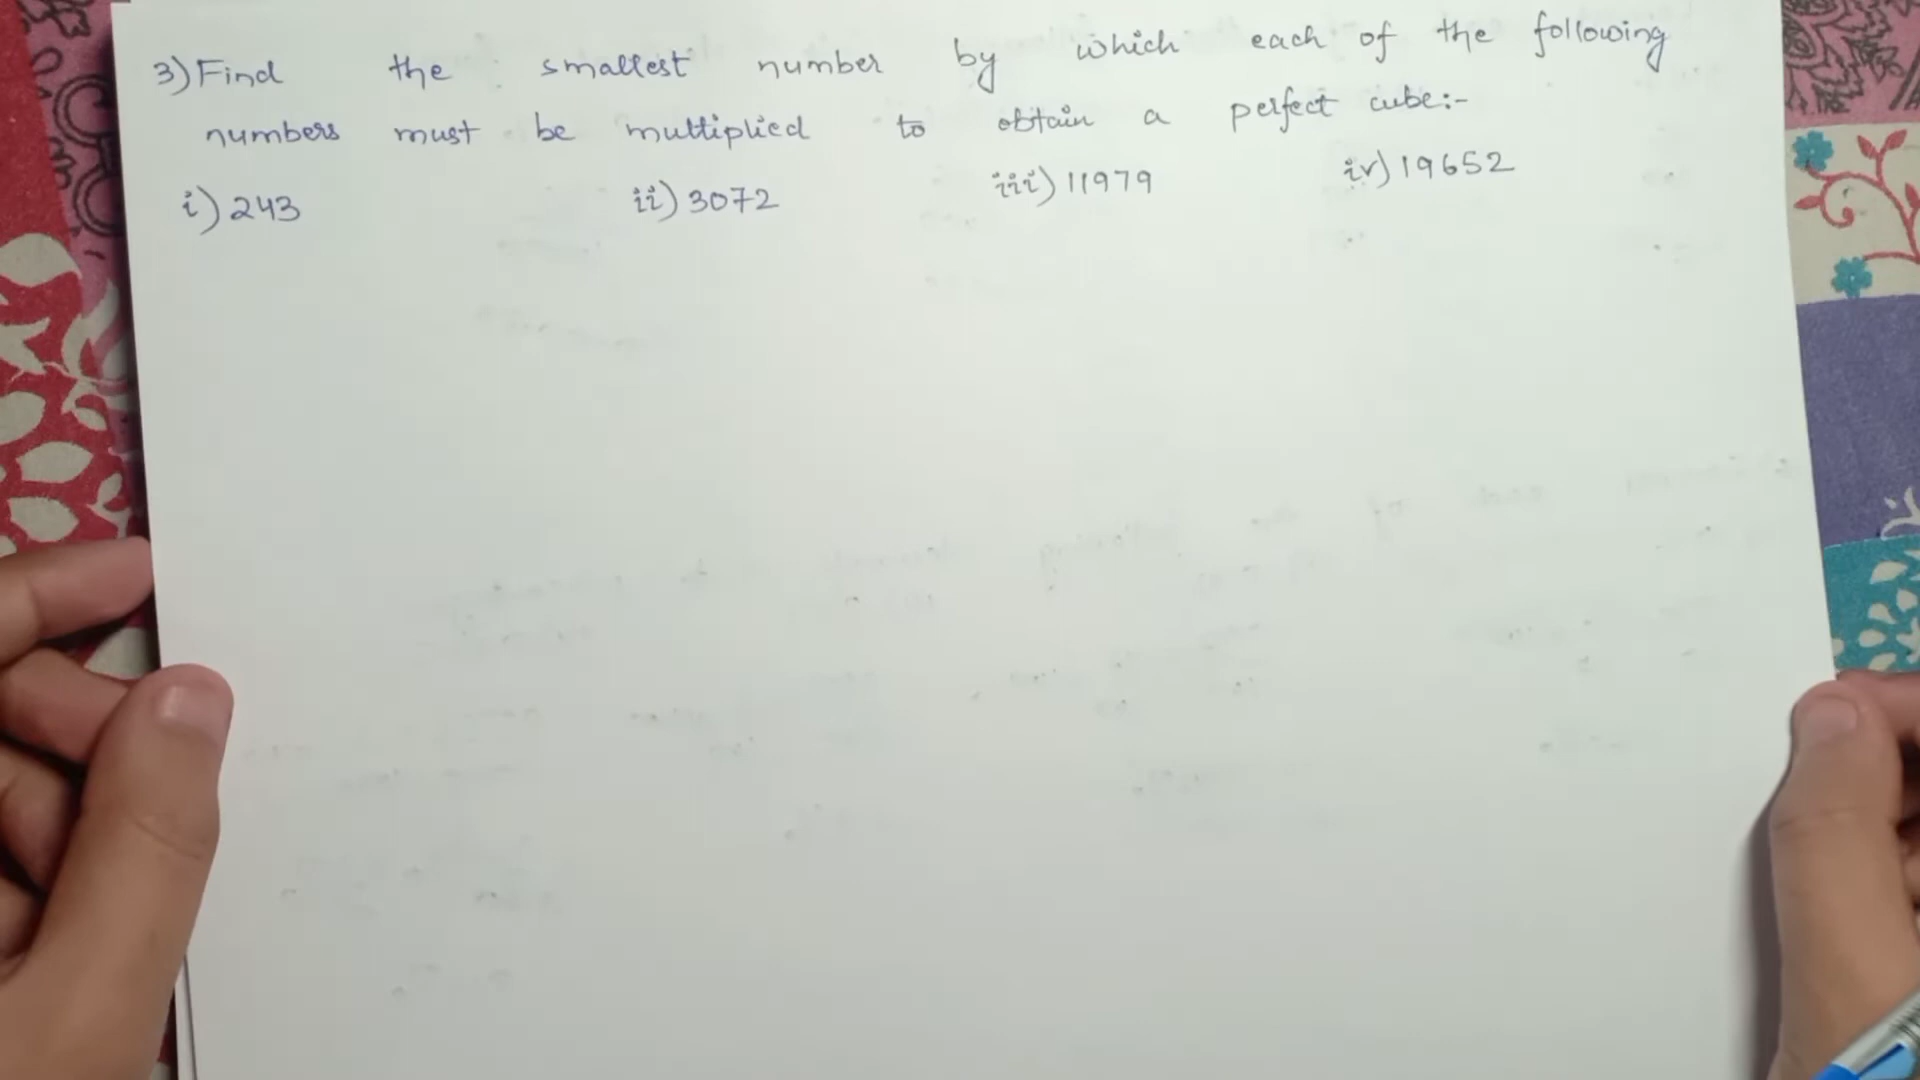 3) Find the smallest number by which each of the following
numbers must be multiplied to obtain a perfect cube:-
i) 243 ii) 3072 iii) 11979 iv) 19652